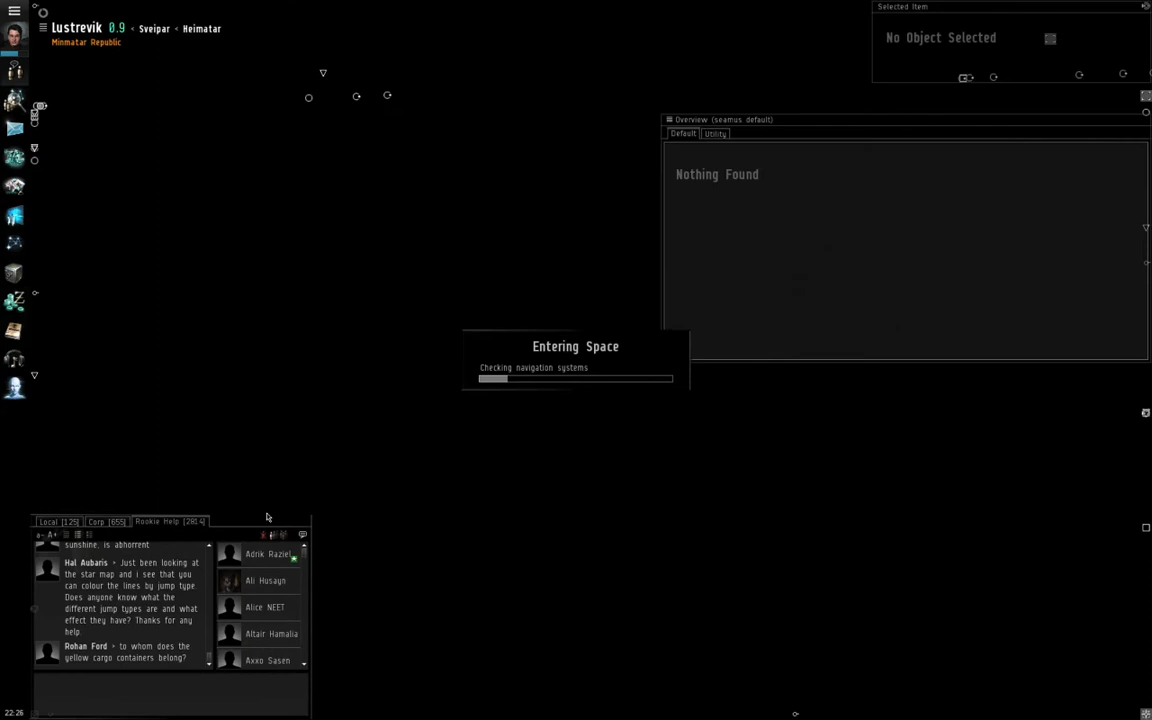 Lustrevik 0.9 < Sveipar < Heimatar
Minmatar Republic
Selected Item
No Object Selected
Overview (seamus default)
Default Utility
Nothing Found
Entering Space
Checking navigation systems
Local [125] Corp [655] Rookie Help [2814]
a- A+
sunshine. is abhorrent
Hal Aubaris > Just been looking at
the star map and i see that you
can colour the lines by jump type.
Does anyone know what the
different jump types are and what
effect they have? Thanks for any
help.
Rohan Ford > to whom does the
yellow cargo containers belong?
Adrik Raziel
Ali Husayn
Alice NEET
Altair Hamalia
Axxo Sasen
22:26